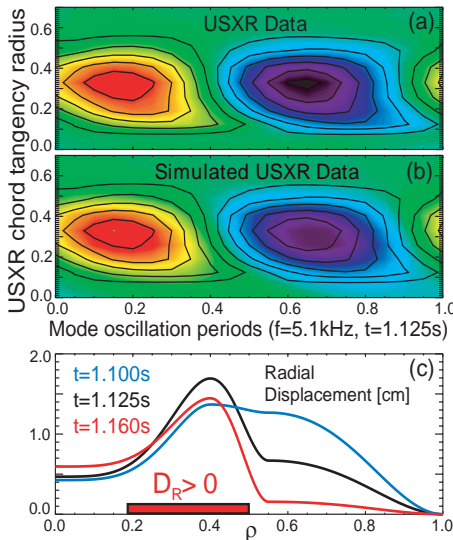 USXR Data (a)
0.6
0.4
0.2
0.0
Simulated USXR Data (b)
0.6
0.4
0.2
0.0
USXR chord tangency radius
0.0 0.2 0.4 0.6 0.8 1.0
Mode oscillation periods (f=5.1kHz, t=1.125s)
2.0
1.0
0.0
t=1.100s
t=1.125s
t=1.160s
Radial (c)
Displacement [cm]
D_R > 0
0.0 0.2 0.4 ρ 0.6 0.8 1.0